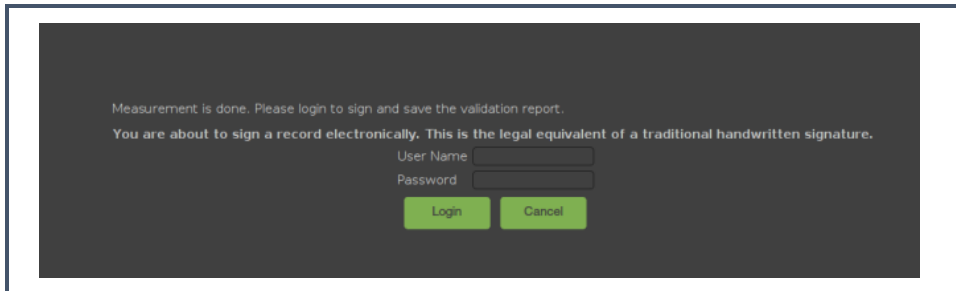 Measurement is done. Please login to sign and save the validation report.
You are about to sign a record electronically. This is the legal equivalent of a traditional handwritten signature.
User Name
Password
Login Cancel